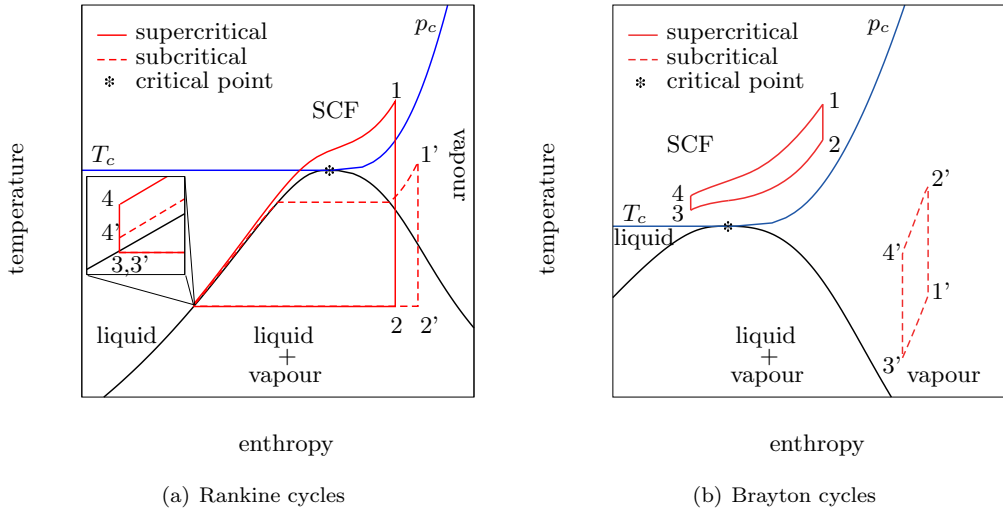 supercritical
subcritical
critical point
SCF
p_c
T_c
vapour
1
1'
4
4'
3,3'
2
2'
liquid
liquid
+
vapour
temperature
enthropy
(a) Rankine cycles
supercritical
subcritical
critical point
SCF
p_c
1
2
4
3
T_c
liquid
2'
4'
1'
3'
liquid
+
vapour
vapour
temperature
enthropy
(b) Brayton cycles